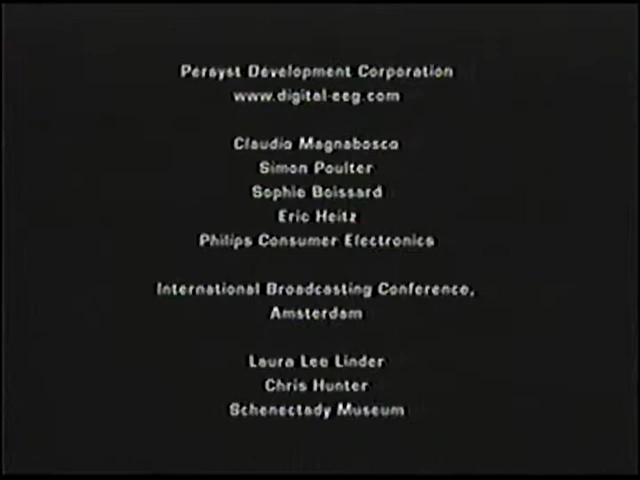 Persyst Development Corporation
www.digital-eeg.com
Claudio Magnabosco
Simon Poulter
Sophie Boissard
Eric Heitz
Philips Consumer Electronics
International Broadcasting Conference,
Amsterdam
Laura Lee Linder
Chris Hunter
Schenectady Museum